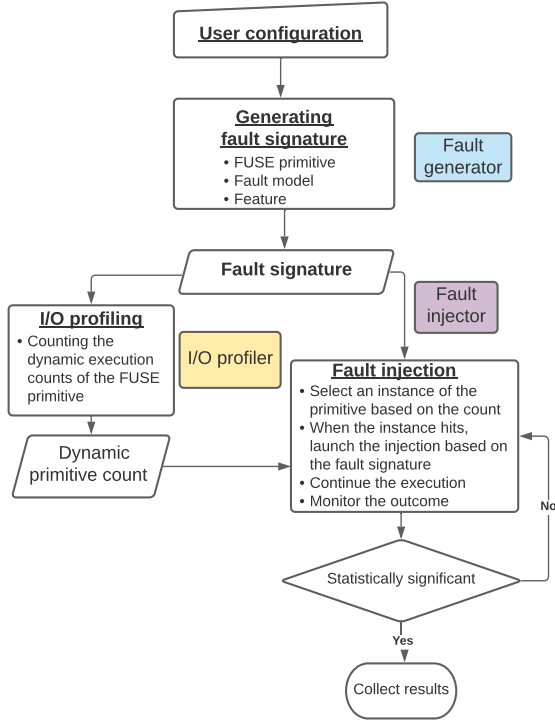 User configuration
Generating
fault signature
• FUSE primitive
• Fault model
• Feature
Fault
generator
Fault signature
Fault
injector
I/O profiling
• Counting the
dynamic execution
counts of the FUSE
primitive
I/O profiler
Fault injection
• Select an instance of the
primitive based on the count
• When the instance hits,
launch the injection based on
the fault signature
• Continue the execution
• Monitor the outcome
Dynamic
primitive count
No
Statistically significant
Yes
Collect results